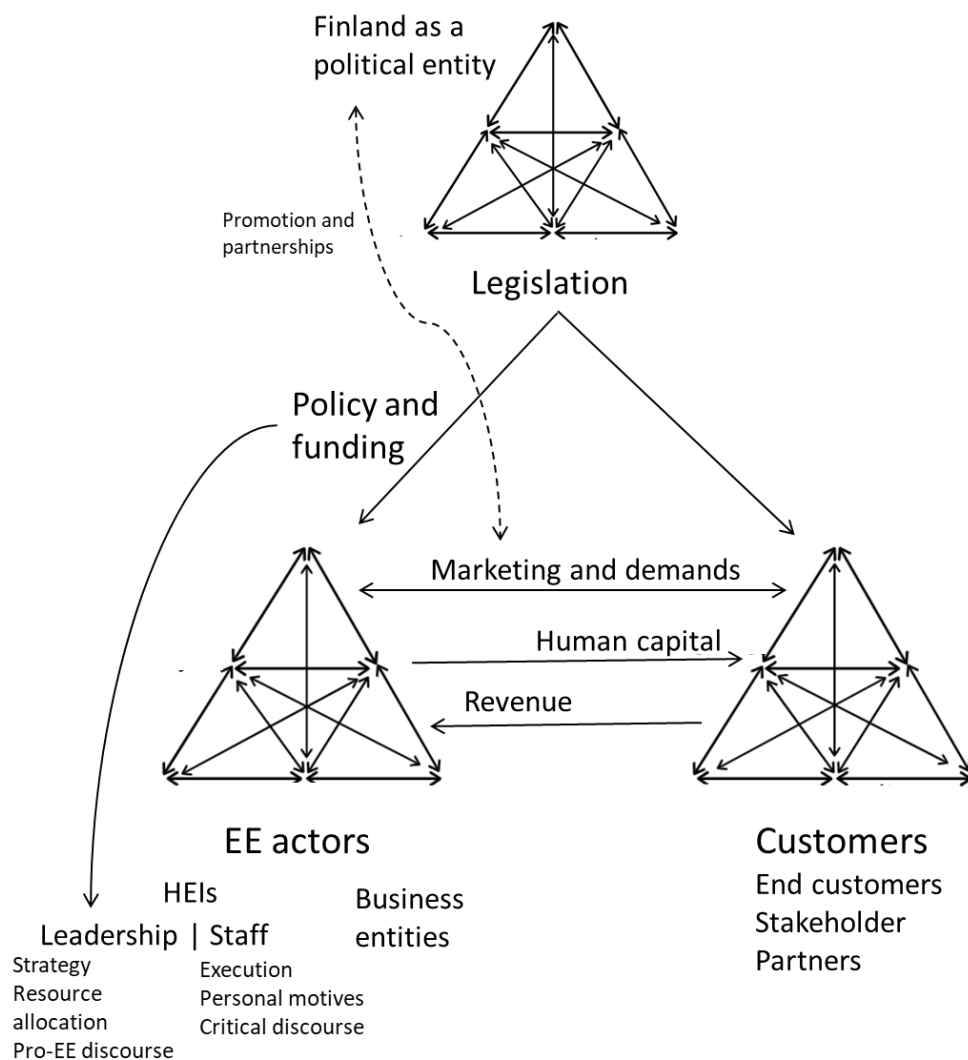 Finland as a
political entity
Promotion and
partnerships
Legislation
Policy and
funding
Marketing and demands
Human capital
Revenue
EE actors
HEIs
Leadership | Staff
Strategy
Resource
allocation
Pro-EE discourse
Execution
Personal motives
Critical discourse
Business
entities
Customers
End customers
Stakeholder
Partners